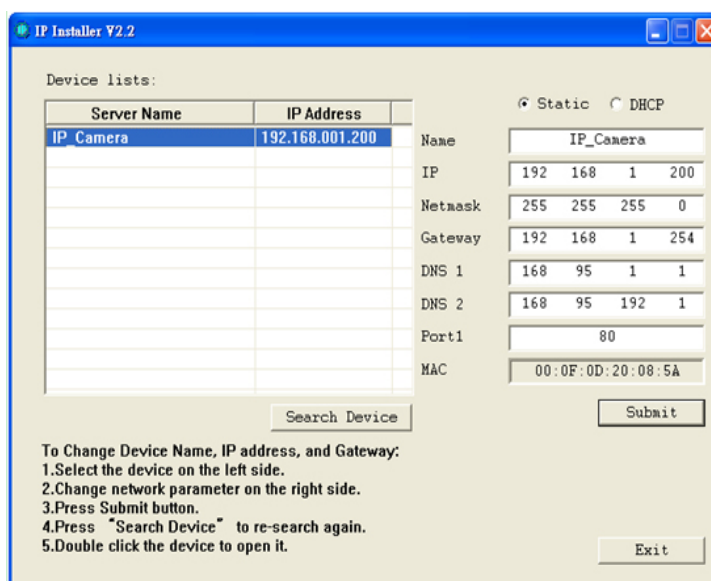 IP Installer V2.2
Device lists:
Server Name IP Address
IP_Camera 192.168.001.200
Static DHCP
Name IP_Camera
IP 192 168 1 200
Netmask 255 255 255 0
Gateway 192 168 1 254
DNS 1 168 95 1 1
DNS 2 168 95 192 1
Port1 80
MAC 00:0F:0D:20:08:5A
Search Device
Submit
To Change Device Name, IP address, and Gateway:
1.Select the device on the left side.
2.Change network parameter on the right side.
3.Press Submit button.
4.Press “Search Device” to re-search again.
5.Double click the device to open it.
Exit